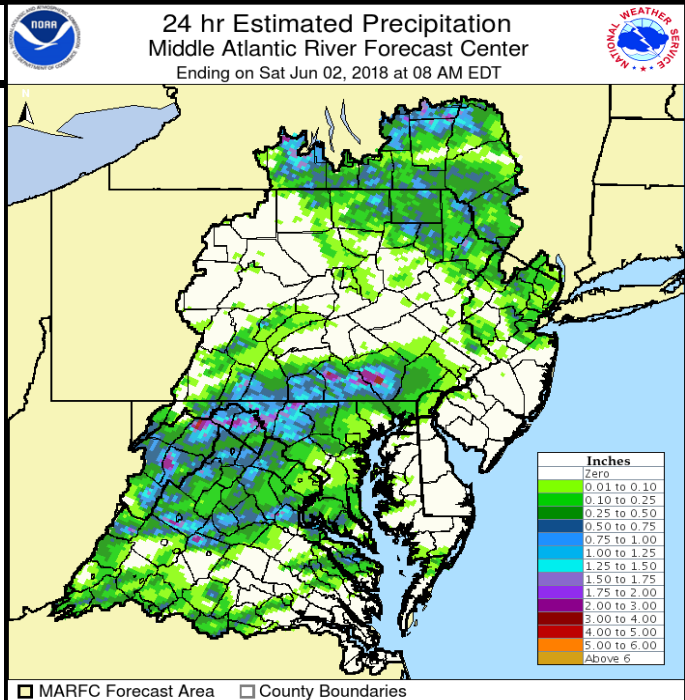 24 hr Estimated Precipitation
Middle Atlantic River Forecast Center
Ending on Sat Jun 02, 2018 at 08 AM EDT
NOAA
NATIONAL WEATHER SERVICE
N
Inches
Zero
0.01 to 0.10
0.10 to 0.25
0.25 to 0.50
0.50 to 0.75
0.75 to 1.00
1.00 to 1.25
1.25 to 1.50
1.50 to 1.75
1.75 to 2.00
2.00 to 3.00
3.00 to 4.00
4.00 to 5.00
5.00 to 6.00
Above 6
MARFC Forecast Area
County Boundaries